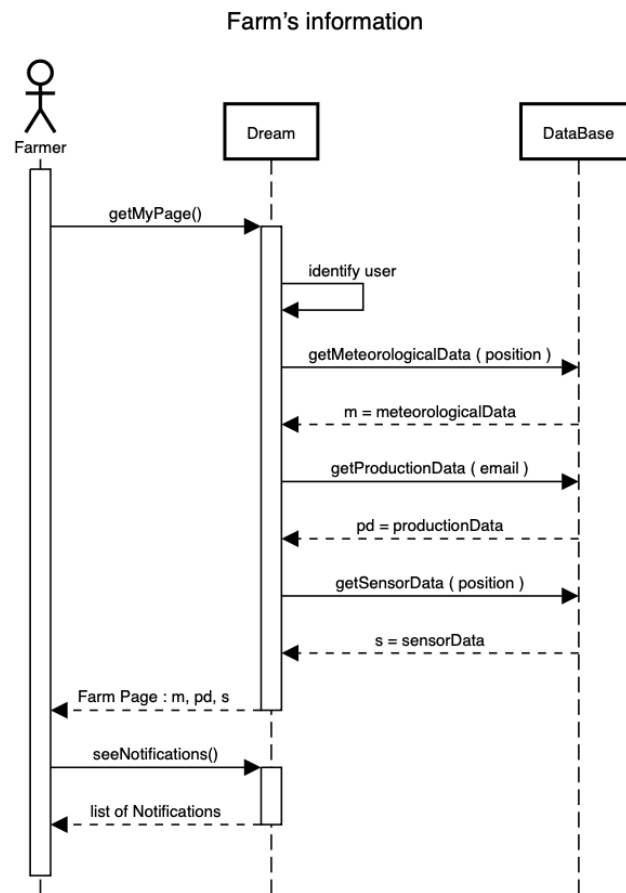 Farm's information
Farmer
Dream
DataBase
getMyPage()
identify user
getMeteorologicalData ( position )
m = meteorologicalData
getProductionData ( email )
pd = productionData
getSensorData ( position )
s = sensorData
Farm Page : m, pd, s
seeNotifications()
list of Notifications